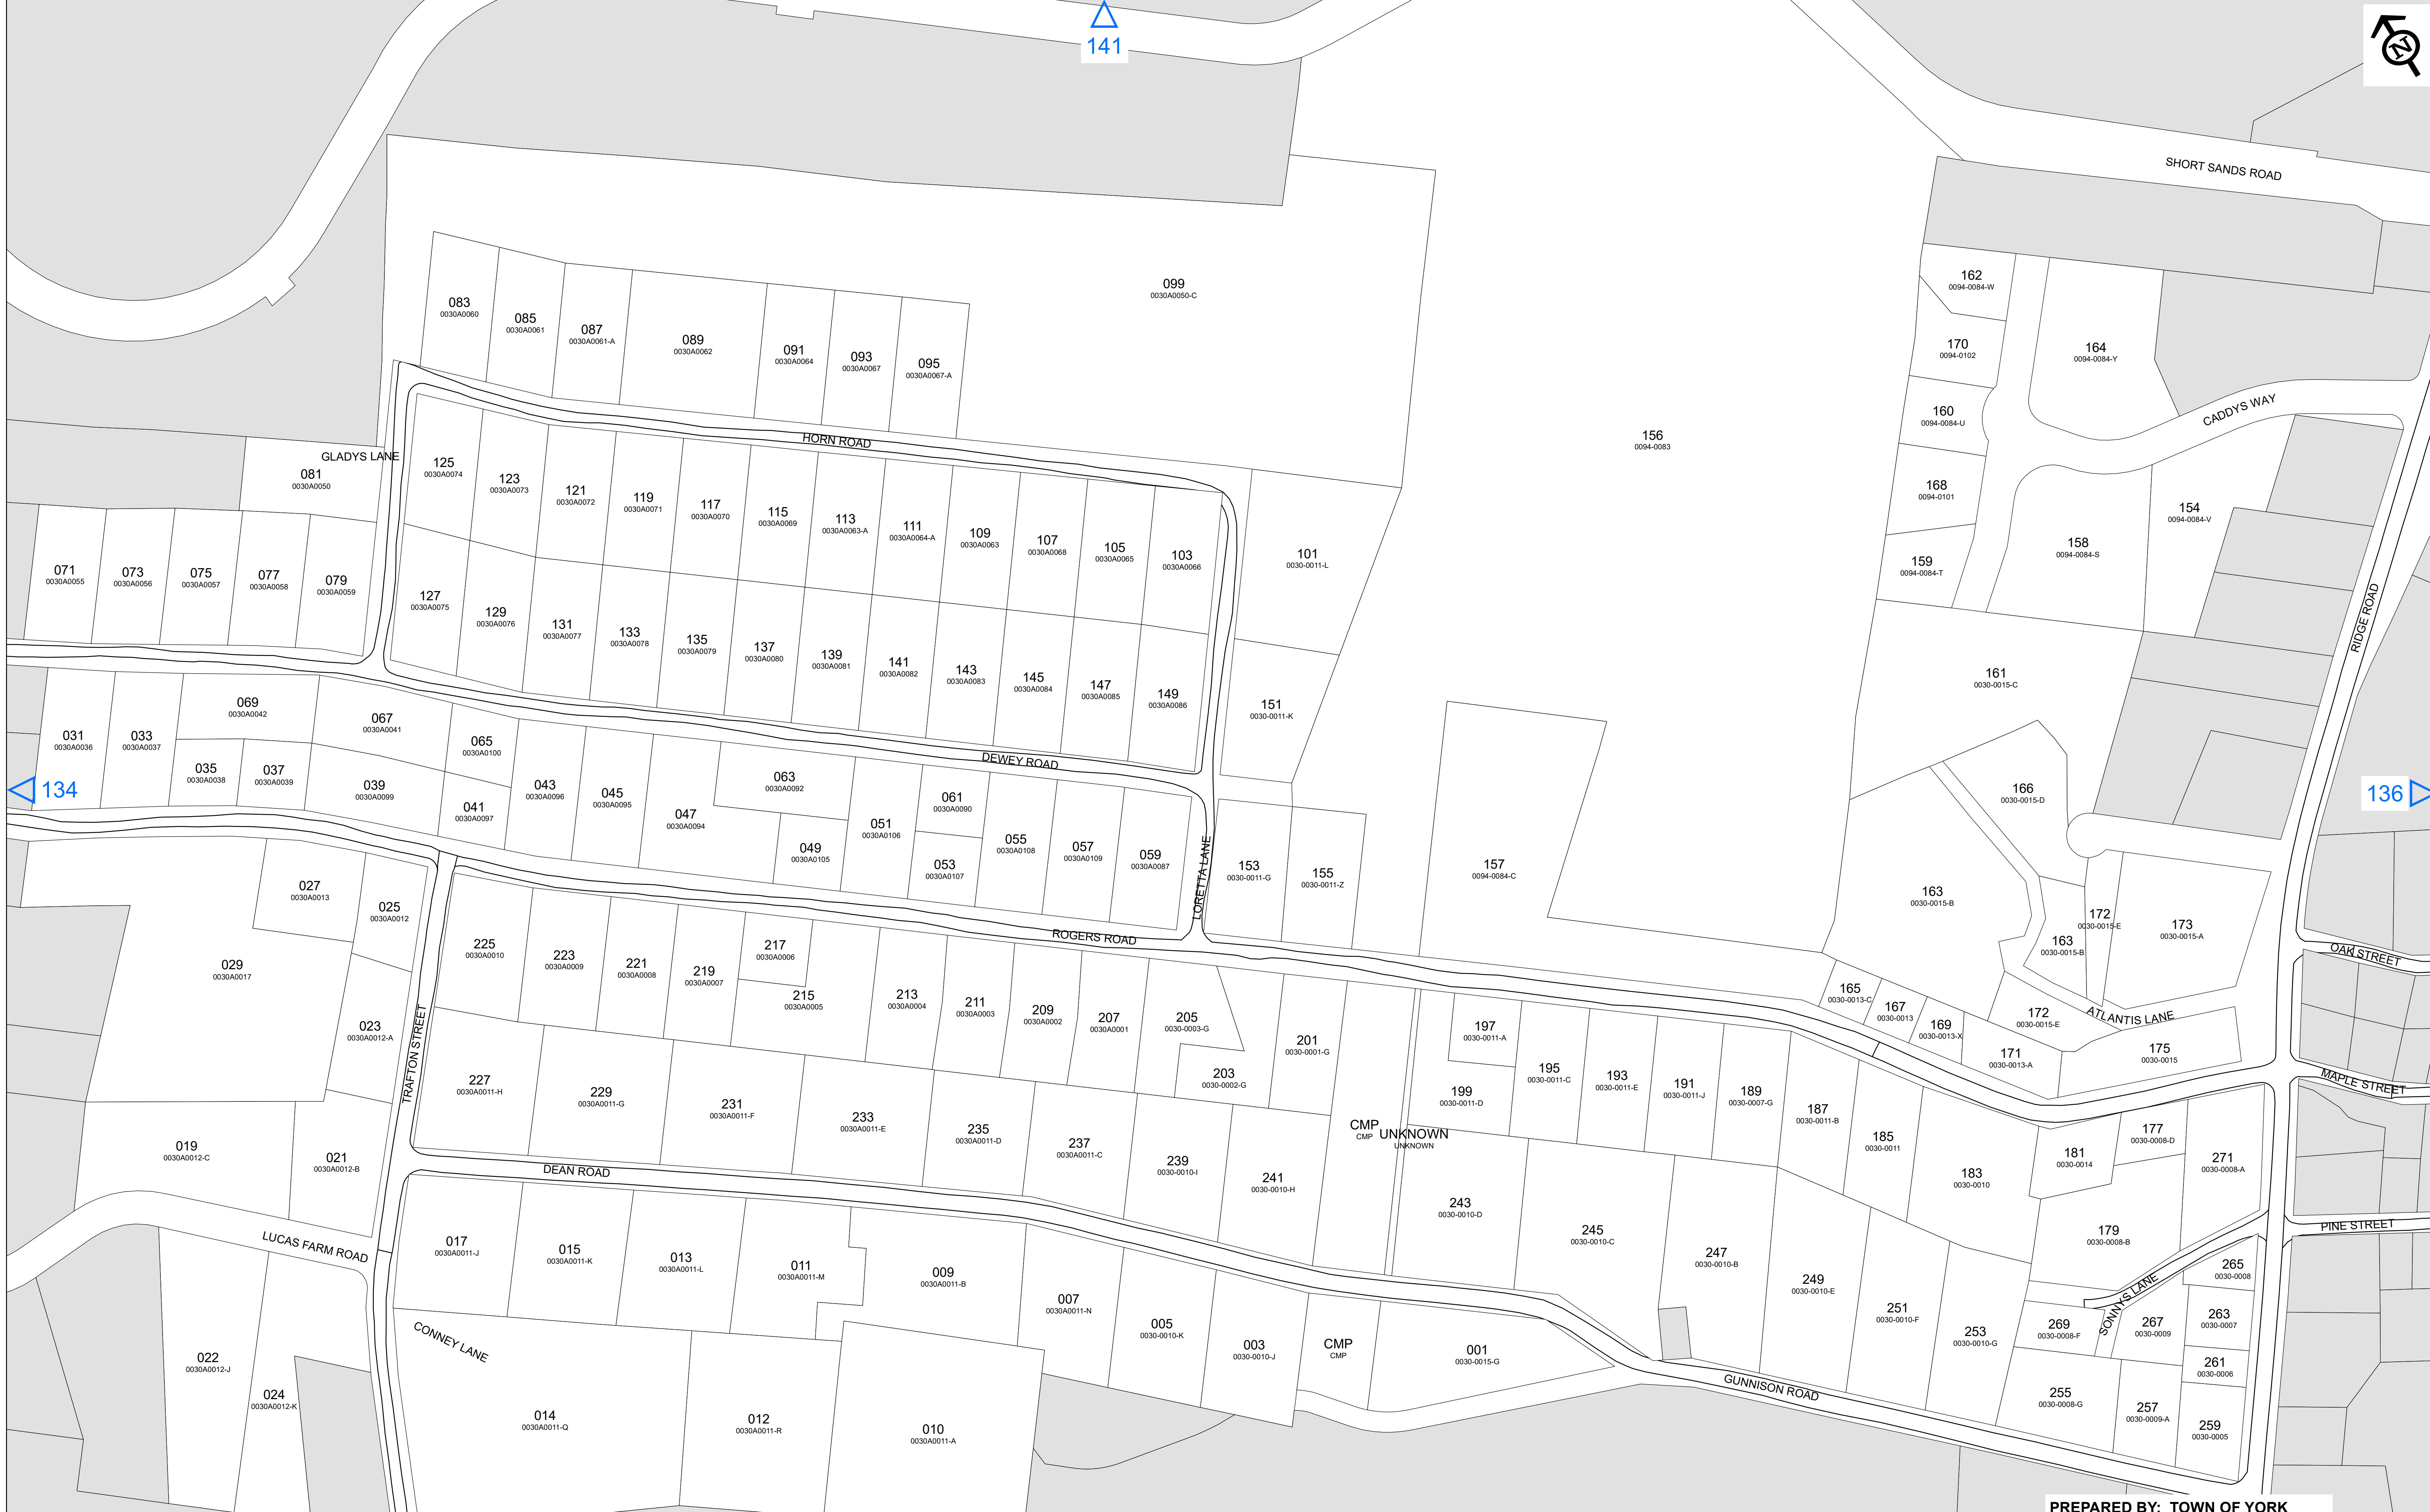 141
N
SHORT SANDS ROAD
099
0030A0050-C
162
0094-0084-W
083
0030A0060
085
0030A0061
087
0030A0061-A
089
0030A0062
091
0030A0064
093
0030A0067
095
0030A0067-A
170
0094-0102
164
0094-0084-Y
160
0094-0084-U
CADDYS WAY
156
0094-0083
HORN ROAD
GLADYS LANE
081
0030A0050
125
0030A0074
123
0030A0073
121
0030A0072
119
0030A0071
117
0030A0070
115
0030A0069
113
0030A0063-A
111
0030A0064-A
109
0030A0063
107
0030A0068
105
0030A0065
103
0030A0066
101
0030-0011-L
168
0094-0101
154
0094-0084-V
158
0094-0084-S
159
0094-0084-T
071
0030A0055
073
0030A0056
075
0030A0057
077
0030A0058
079
0030A0059
127
0030A0075
129
0030A0076
131
0030A0077
133
0030A0078
135
0030A0079
137
0030A0080
139
0030A0081
141
0030A0082
143
0030A0083
145
0030A0084
147
0030A0085
149
0030A0086
151
0030-0011-K
161
0030-0015-C
RIDGE ROAD
031
0030A0036
033
0030A0037
069
0030A0042
067
0030A0041
065
0030A0100
035
0030A0038
037
0030A0039
039
0030A0099
041
0030A0097
043
0030A0096
045
0030A0095
047
0030A0094
063
0030A0092
049
0030A0105
051
0030A0106
061
0030A0090
053
0030A0107
055
0030A0108
057
0030A0109
059
0030A0087
DEWEY ROAD
LORETTA LANE
134
136
166
0030-0015-D
153
0030-0011-G
155
0030-0011-Z
157
0094-0084-C
163
0030-0015-B
172
0030-0015-E
173
0030-0015-A
163
0030-0015-B
027
0030A0013
025
0030A0012
029
0030A0017
023
0030A0012-A
ROGERS ROAD
OAK STREET
225
0030A0010
223
0030A0009
221
0030A0008
219
0030A0007
217
0030A0006
215
0030A0005
213
0030A0004
211
0030A0003
209
0030A0002
207
0030A0001
205
0030-0003-G
203
0030-0002-G
201
0030-0001-G
197
0030-0011-A
199
0030-0011-D
195
0030-0011-C
193
0030-0011-E
191
0030-0011-J
189
0030-0007-G
187
0030-0011-B
185
0030-0011
165
0030-0013-C
167
0030-0013
169
0030-0013-X
171
0030-0013-A
172
0030-0015-E
ATLANTIS LANE
175
0030-0015
MAPLE STREET
TRAFTON STREET
227
0030A0011-H
229
0030A0011-G
231
0030A0011-F
233
0030A0011-E
235
0030A0011-D
237
0030A0011-C
239
0030-0010-I
241
0030-0010-H
CMP
CMP
UNKNOWN
UNKNOWN
183
0030-0010
181
0030-0014
177
0030-0008-D
271
0030-0008-A
019
0030A0012-C
021
0030A0012-B
DEAN ROAD
243
0030-0010-D
245
0030-0010-C
247
0030-0010-B
249
0030-0010-E
251
0030-0010-F
253
0030-0010-G
179
0030-0008-B
PINE STREET
LUCAS FARM ROAD
017
0030A0011-J
015
0030A0011-K
013
0030A0011-L
011
0030A0011-M
009
0030A0011-B
007
0030A0011-N
005
0030-0010-K
003
0030-0010-J
CMP
CMP
001
0030-0015-G
265
0030-0008
SONNYS LANE
269
0030-0008-F
267
0030-0009
263
0030-0007
261
0030-0006
CONNEY LANE
022
0030A0012-J
024
0030A0012-K
014
0030A0011-Q
012
0030A0011-R
010
0030A0011-A
GUNNISON ROAD
255
0030-0008-G
257
0030-0009-A
259
0030-0005
PREPARED BY: TOWN OF YORK